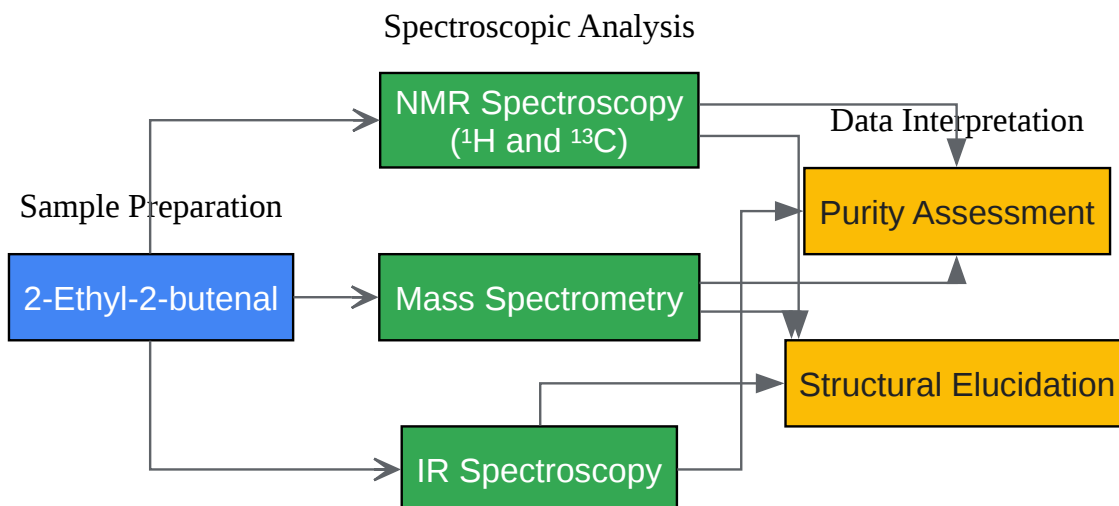 Spectroscopic Analysis
NMR Spectroscopy
(¹H and ¹³C)
Data Interpretation
Sample Preparation
Purity Assessment
2-Ethyl-2-butenal
Mass Spectrometry
Structural Elucidation
IR Spectroscopy